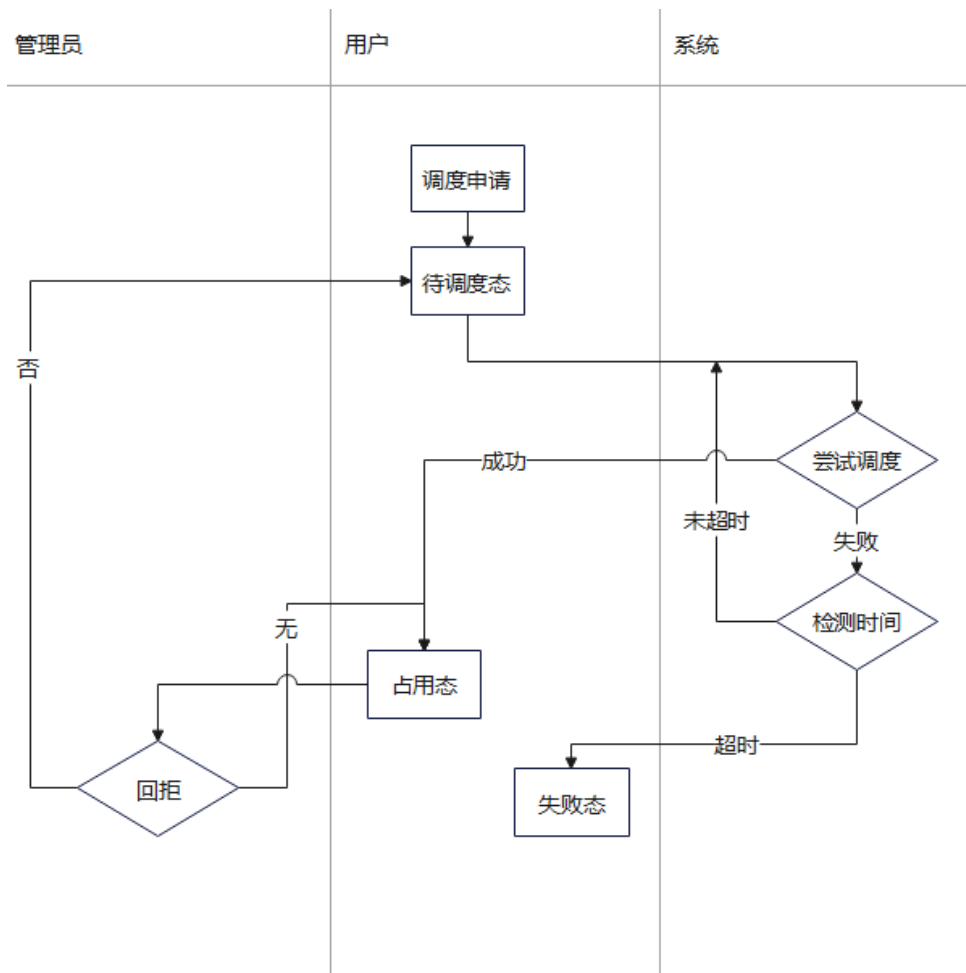 管理员
用户
系统
调度申请
待调度态
否
成功
尝试调度
未超时
失败
无
检测时间
占用态
超时
回拒
失败态